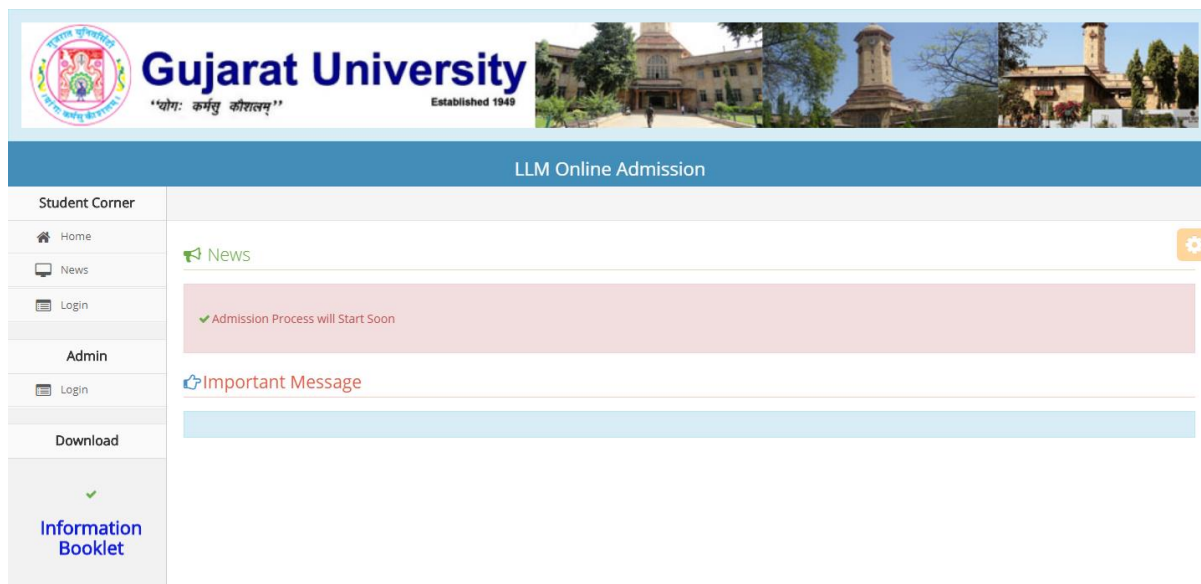 Gujarat University
“योगः कर्मसु कौशलम्”
Established 1949
LLM Online Admission
Student Corner
Home
News
Login
Admin
Login
Download
Information
Booklet
News
Admission Process will Start Soon
Important Message